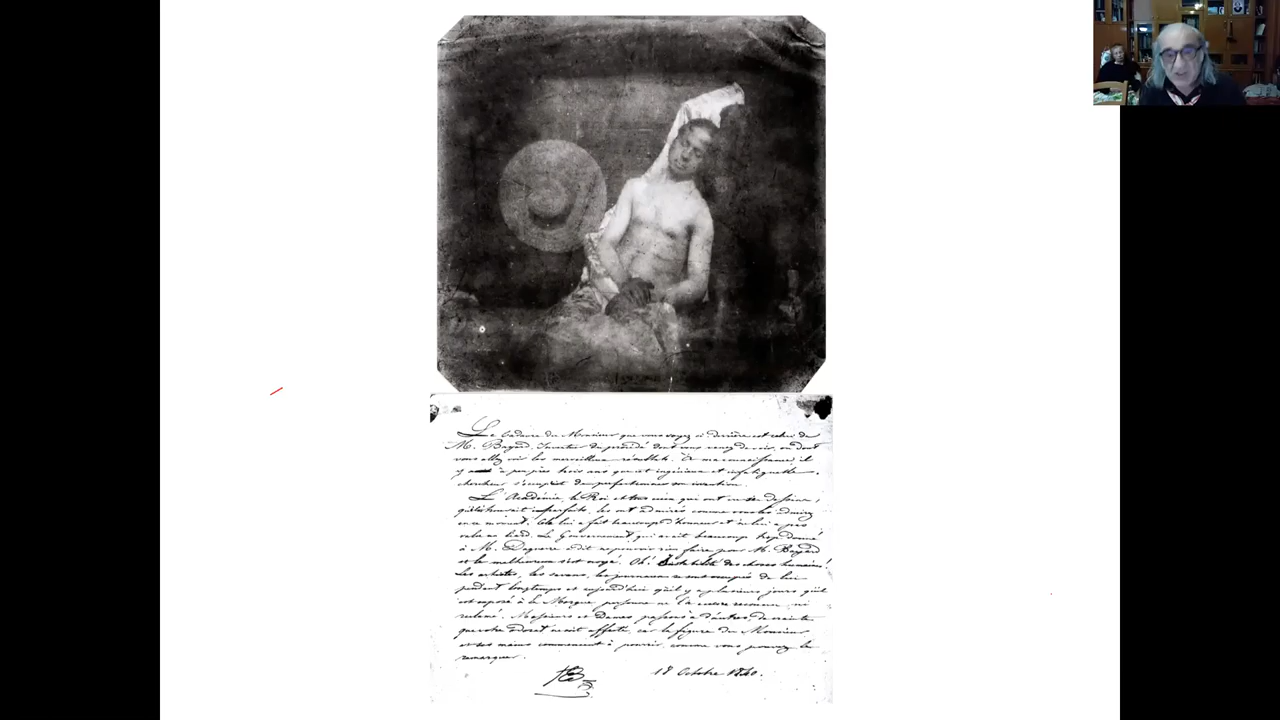 Le Cadavre du Monsieur que vous voyez ci derrière est celui de
M. Bayard, Inventeur du procédé dont vous venez de voir, ou dont
vous allez voir les merveilleux résultats. À ma connaissance, il
y a à peu près trois ans que cet ingénieux et infatiguable
chercheur s'occupait de perfectionner son invention.
L'Académie, le Roi et tous ceux qui ont vu ses dessins,
qu'il trouvait imparfaits, les ont admirés comme vous les admirez
en ce moment. Cela lui a fait beaucoup d'honneur et ne lui a pas
valu un liard. Le Gouvernement qui avait beaucoup trop donné
à M. Daguerre a dit ne pouvoir rien faire pour M. Bayard
et le malheureux s'est noyé. Oh! Instabilité des choses humaines!
Les artistes, les savans, les journaux se sont occupés de lui
pendant longtemps et aujourd'hui qu'il y a plusieurs jours qu'il
est exposé à la Morgue personne ne l'a encore reconnu, ni
réclamé. Messieurs et Dames, passons à d'autres, de crainte
que votre odorat ne soit affecté, car la figure du Monsieur
et ses mains commencent à pourrir, comme vous pouvez le
remarquer.
HB 18 Octobre 1840.